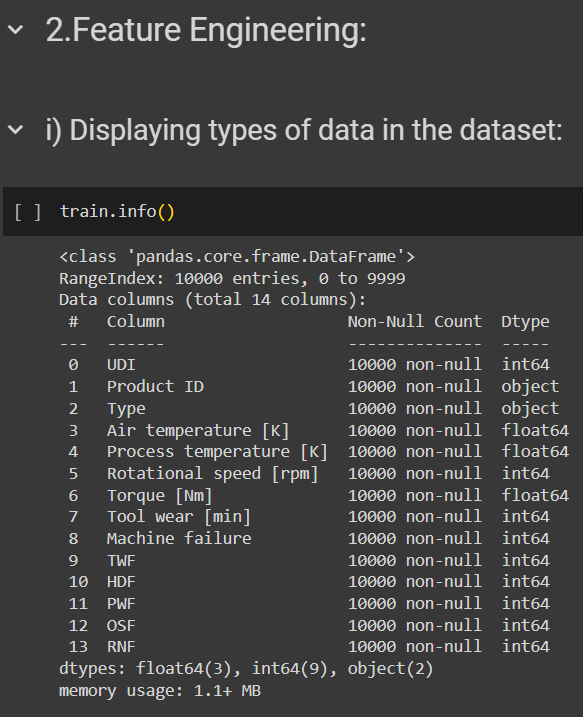 2.Feature Engineering:
i) Displaying types of data in the dataset:
[ ] train.info()
<class 'pandas.core.frame.DataFrame'>
RangeIndex: 10000 entries, 0 to 9999
Data columns (total 14 columns):
 #   Column                   Non-Null Count  Dtype
---  ------                   --------------  -----
 0   UDI                      10000 non-null  int64
 1   Product ID               10000 non-null  object
 2   Type                     10000 non-null  object
 3   Air temperature [K]      10000 non-null  float64
 4   Process temperature [K]  10000 non-null  float64
 5   Rotational speed [rpm]   10000 non-null  int64
 6   Torque [Nm]              10000 non-null  float64
 7   Tool wear [min]          10000 non-null  int64
 8   Machine failure          10000 non-null  int64
 9   TWF                      10000 non-null  int64
 10  HDF                      10000 non-null  int64
 11  PWF                      10000 non-null  int64
 12  OSF                      10000 non-null  int64
 13  RNF                      10000 non-null  int64
dtypes: float64(3), int64(9), object(2)
memory usage: 1.1+ MB